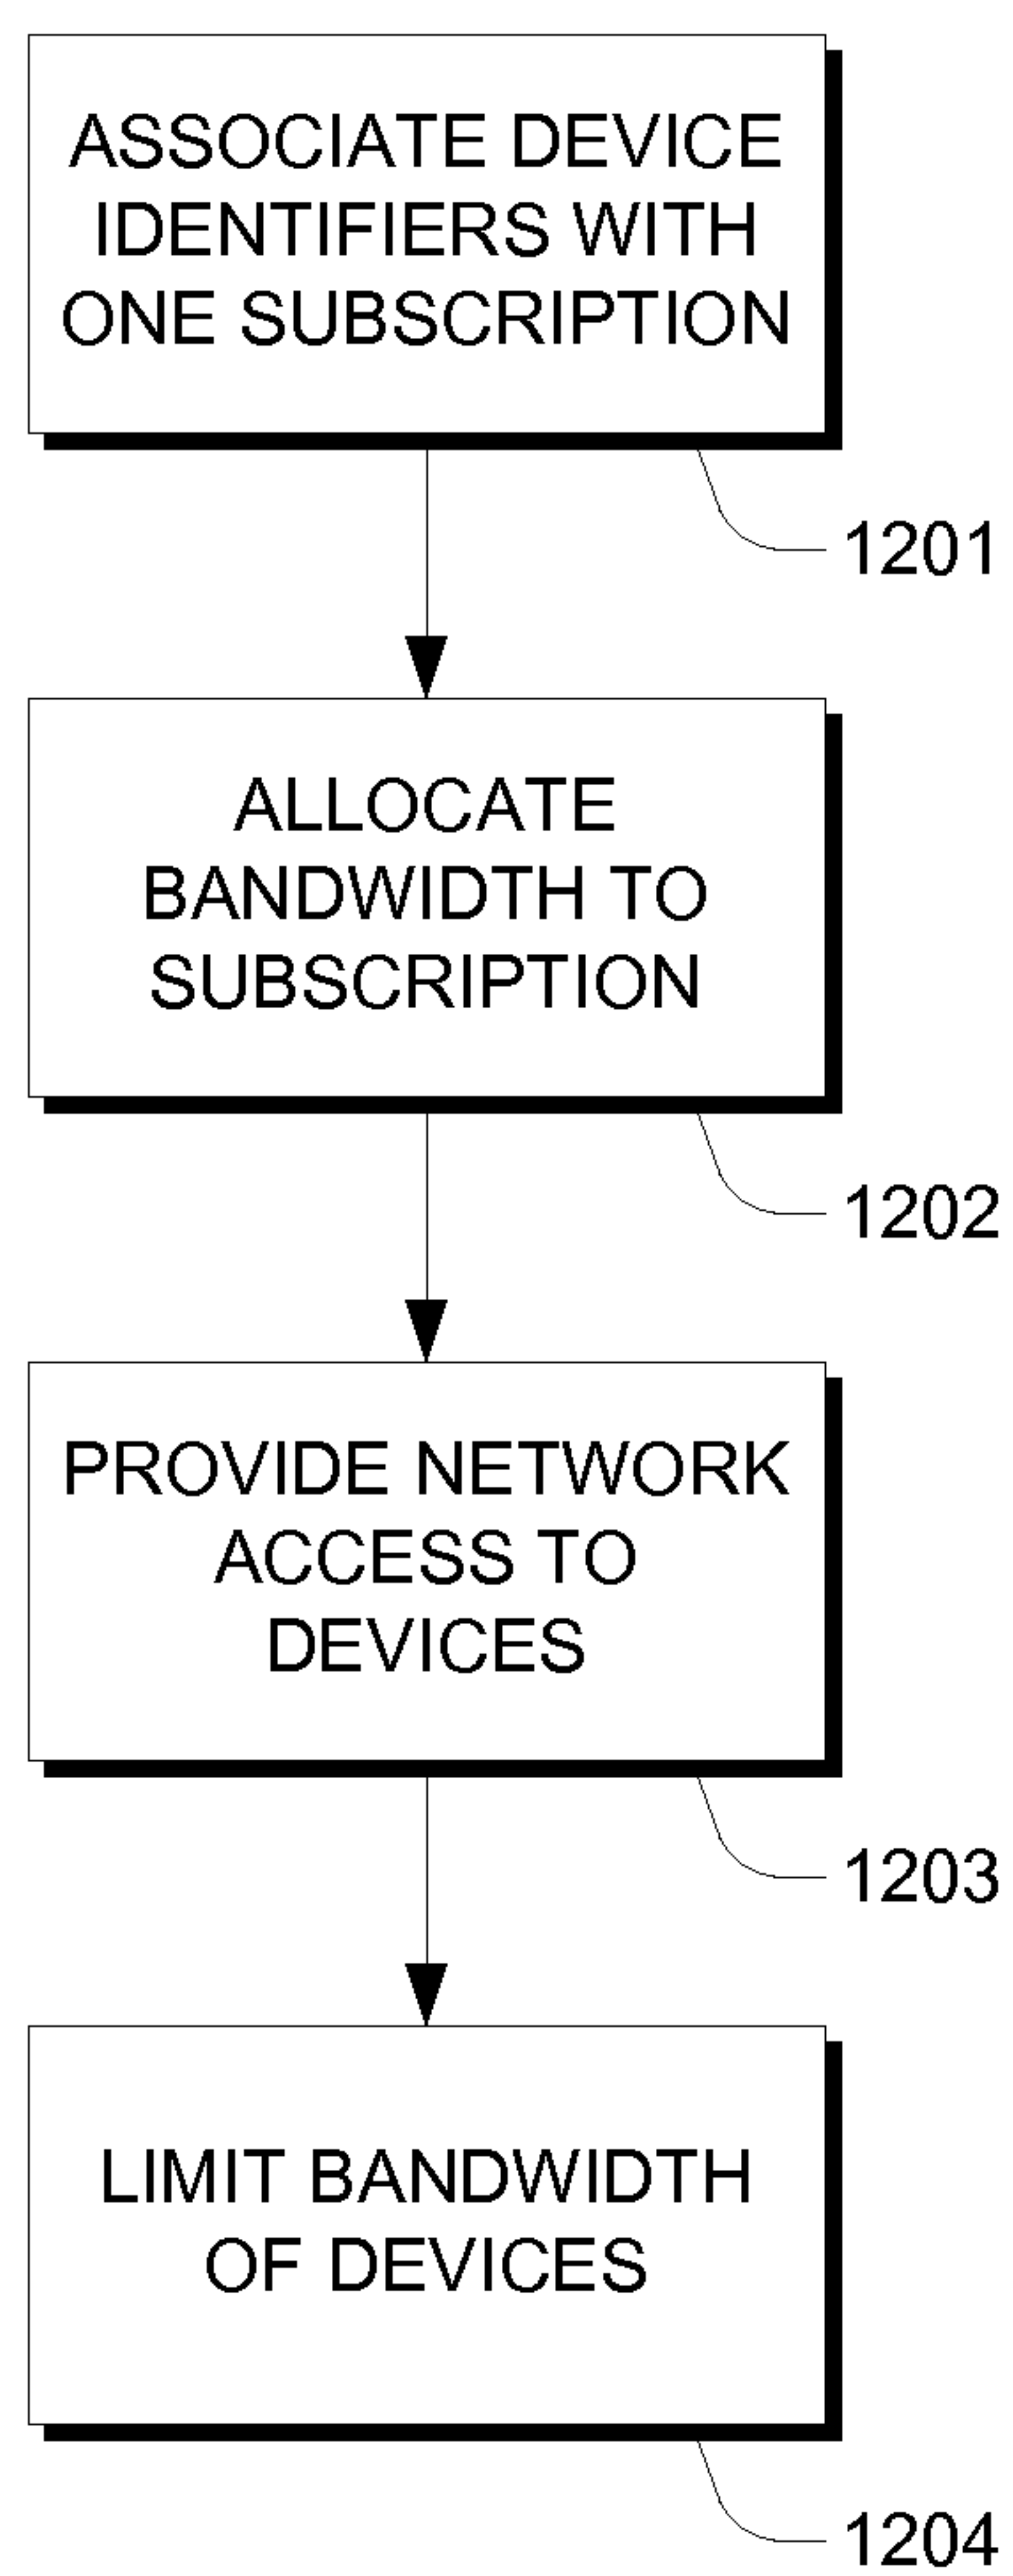 ASSOCIATE DEVICE
IDENTIFIERS WITH
ONE SUBSCRIPTION
1201
ALLOCATE
BANDWIDTH TO
SUBSCRIPTION
1202
PROVIDE NETWORK
ACCESS TO
DEVICES
1203
LIMIT BANDWIDTH
OF DEVICES
1204